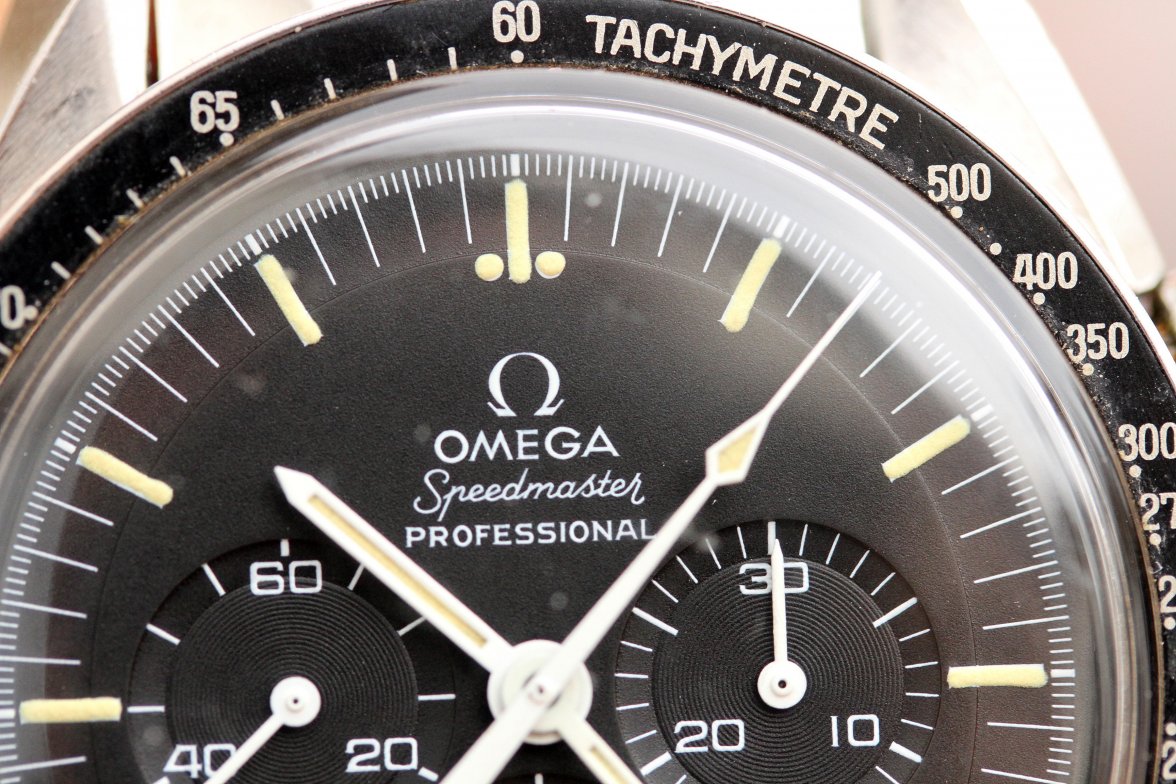 60
TACHYMETRE
65
500
400
350
300
Ω
OMEGA
Speedmaster
PROFESSIONAL
60
40
20
30
20
10